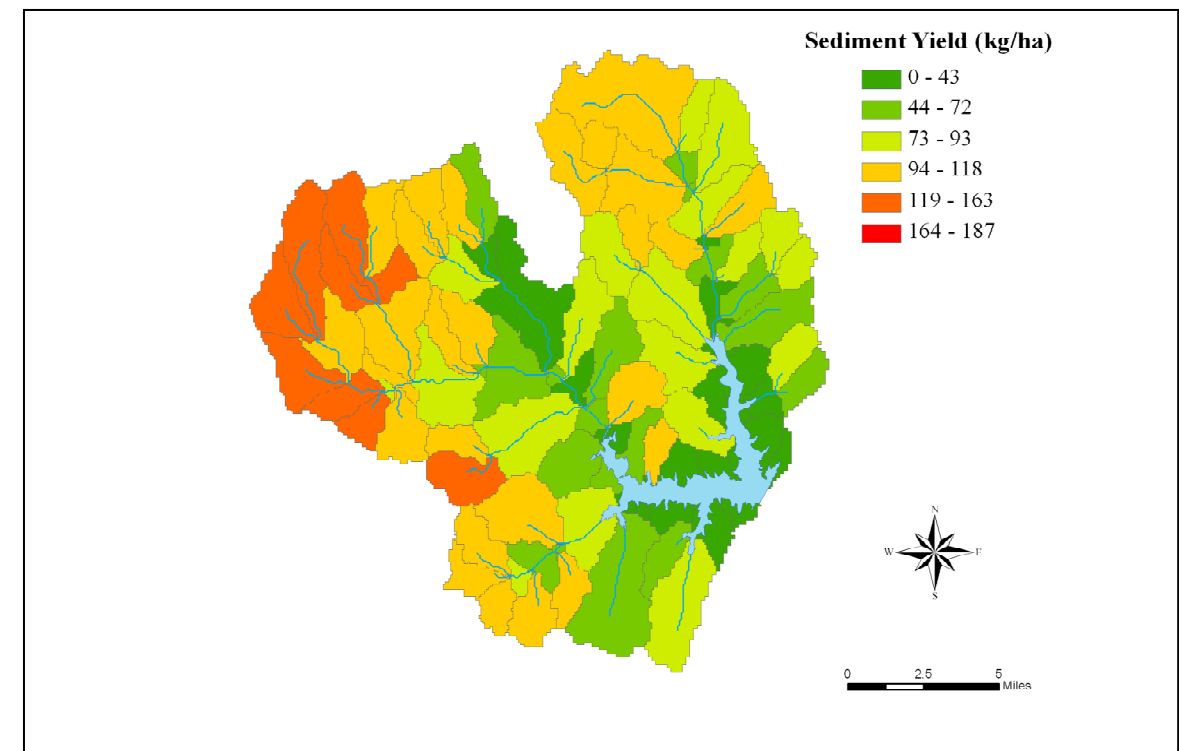 Sediment Yield (kg/ha)
0 - 43
44 - 72
73 - 93
94 - 118
119 - 163
164 - 187
N
W E
S
0 2.5 5
Miles